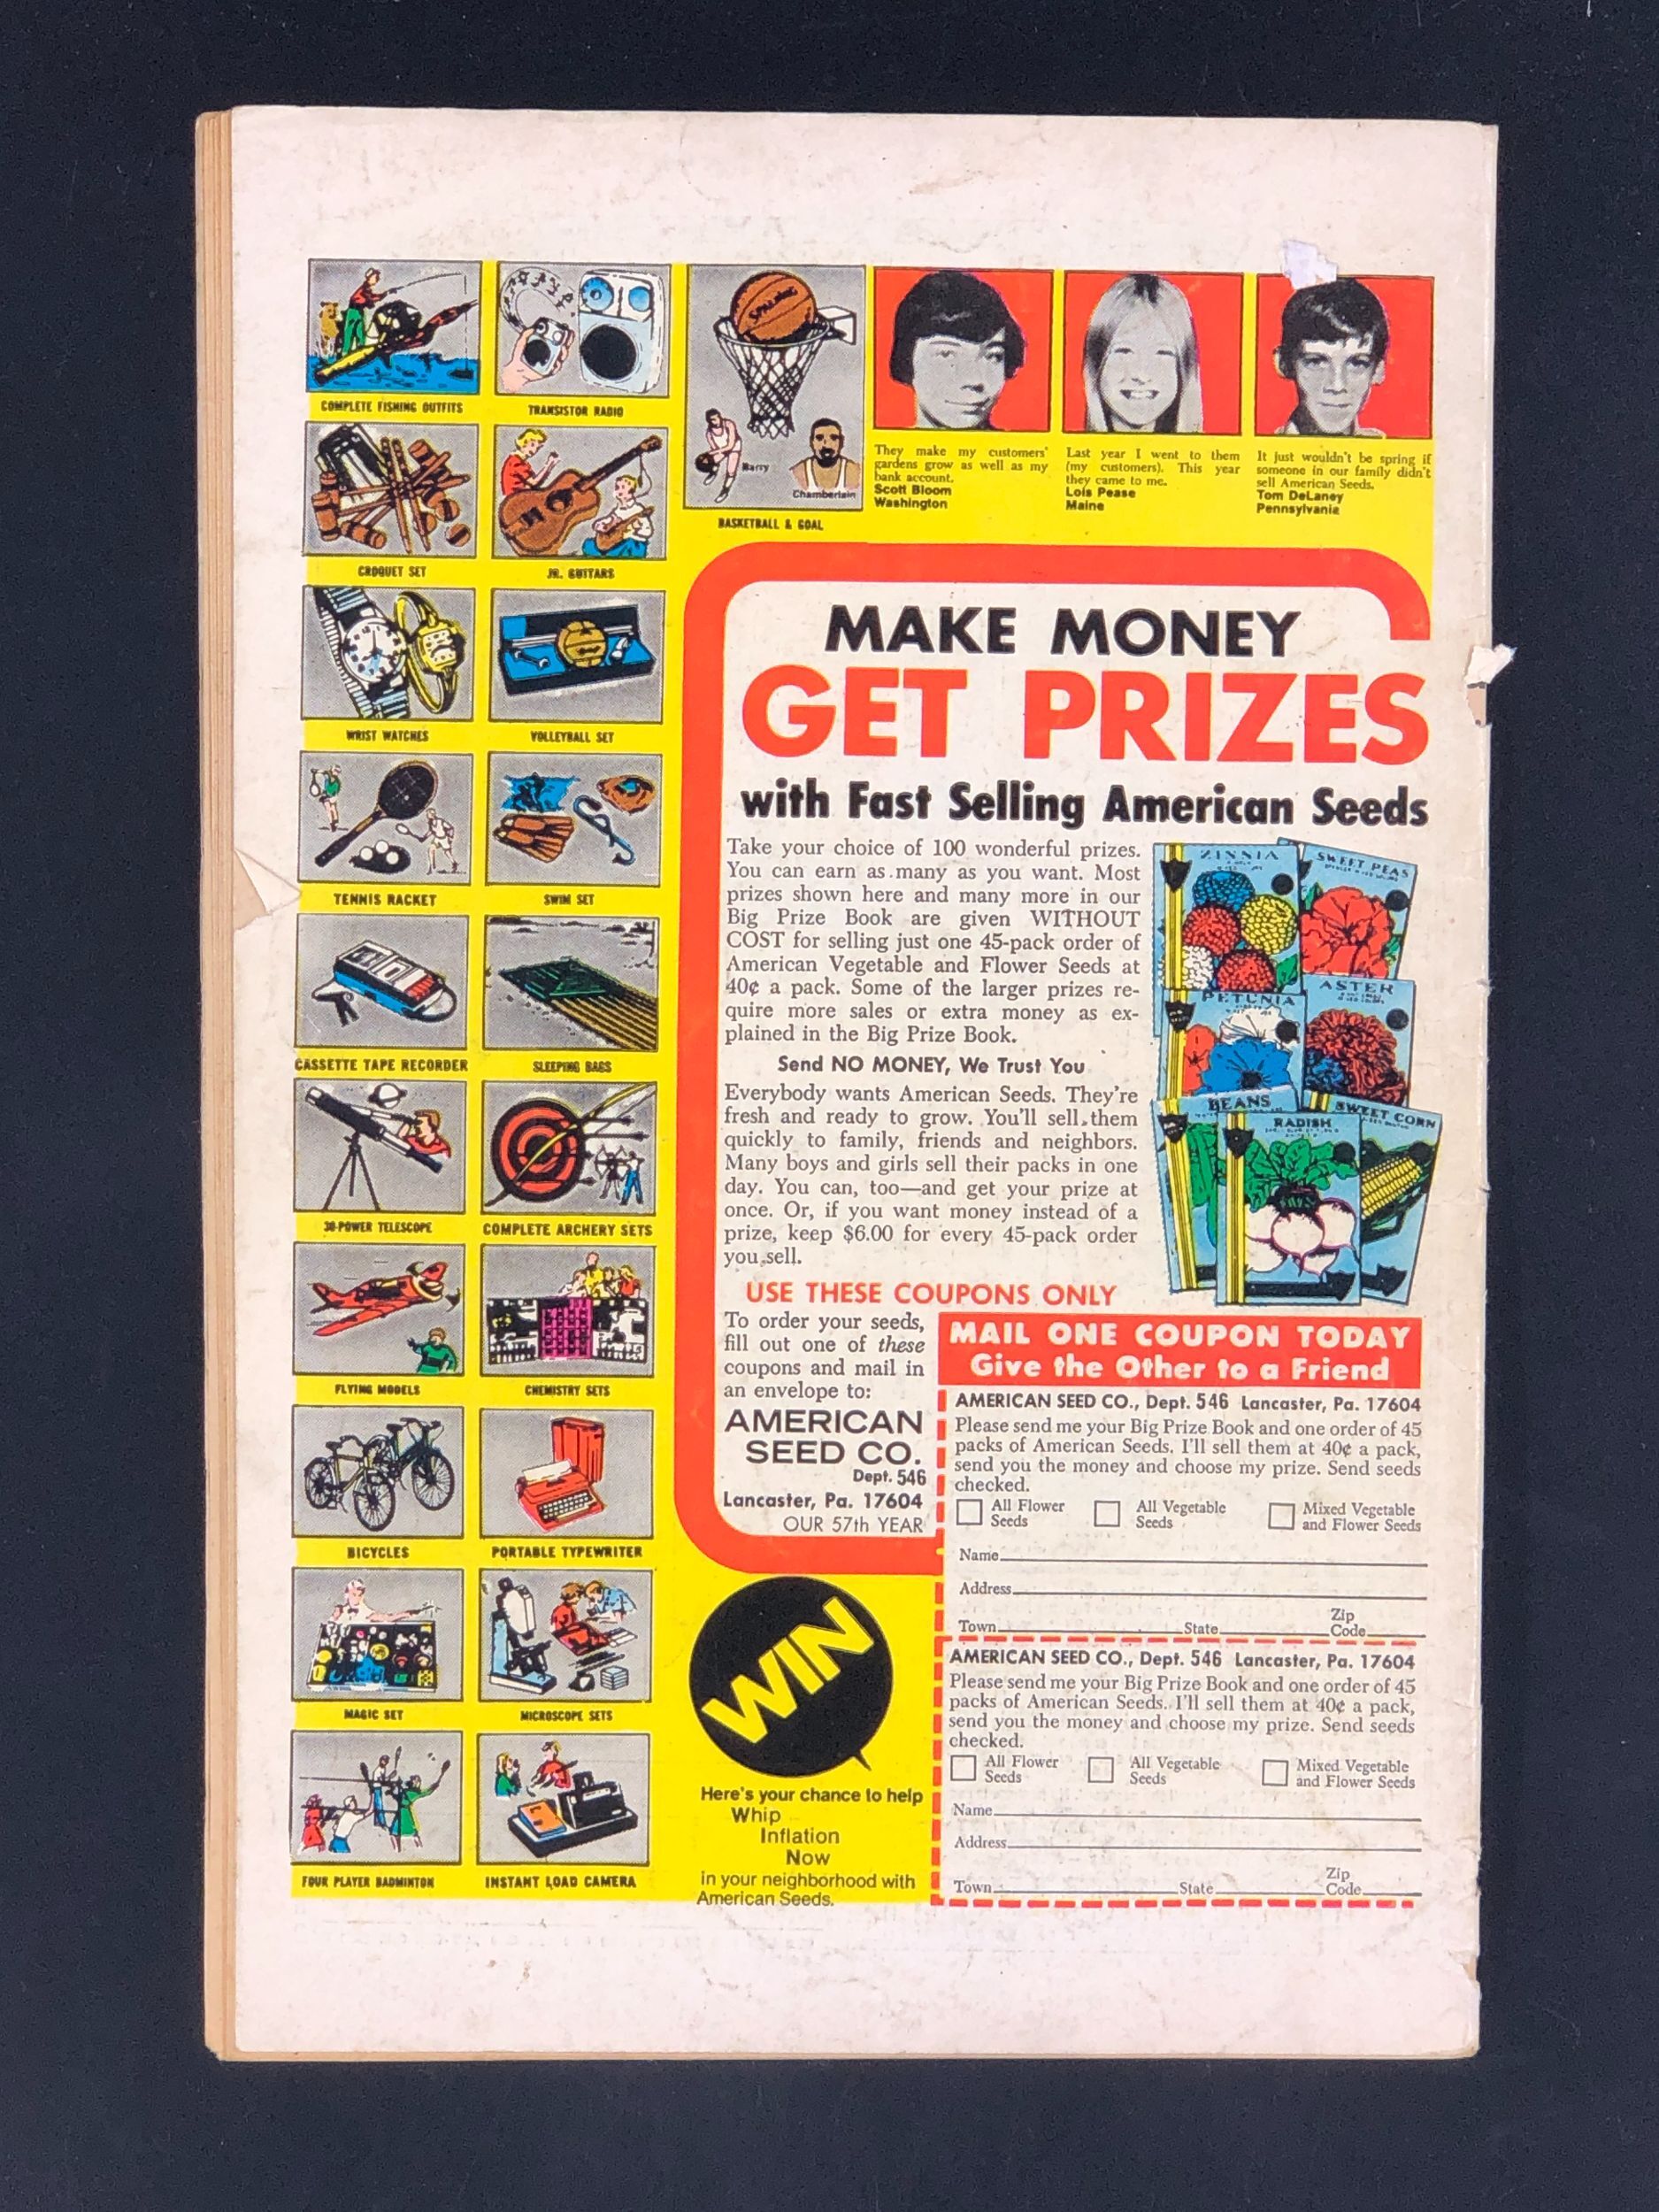 COMPLETE FISHING OUTFITS
TRANSISTOR RADIO
CROQUET SET
JR. GUITARS
WRIST WATCHES
VOLLEYBALL SET
TENNIS RACKET
SWIM SET
CASSETTE TAPE RECORDER
SLEEPING BAGS
30-POWER TELESCOPE
COMPLETE ARCHERY SETS
FLYING MODELS
CHEMISTRY SETS
BICYCLES
PORTABLE TYPEWRITER
MAGIC SET
MICROSCOPE SETS
FOUR PLAYER BADMINTON
INSTANT LOAD CAMERA
SPALDING
Barry
Chamberlain
BASKETBALL & GOAL
They make my customers'
gardens grow as well as my
bank account.
Scott Bloom
Washington
Last year I went to them
(my customers). This year
they came to me.
Lois Pease
Maine
It just wouldn't be spring if
someone in our family didn't
sell American Seeds.
Tom DeLaney
Pennsylvania
MAKE MONEY
GET PRIZES
with Fast Selling American Seeds
Take your choice of 100 wonderful prizes.
You can earn as many as you want. Most
prizes shown here and many more in our
Big Prize Book are given WITHOUT
COST for selling just one 45-pack order of
American Vegetable and Flower Seeds at
40¢ a pack. Some of the larger prizes re-
quire more sales or extra money as ex-
plained in the Big Prize Book.
Send NO MONEY, We Trust You
Everybody wants American Seeds. They're
fresh and ready to grow. You'll sell them
quickly to family, friends and neighbors.
Many boys and girls sell their packs in one
day. You can, too—and get your prize at
once. Or, if you want money instead of a
prize, keep $6.00 for every 45-pack order
you sell.
ZINNIA
SWEET PEAS
PETUNIA
ASTER
BEANS
RADISH
SWEET CORN
USE THESE COUPONS ONLY
To order your seeds,
fill out one of these
coupons and mail in
an envelope to:
AMERICAN
SEED CO.
Dept. 546
Lancaster, Pa. 17604
OUR 57th YEAR
MAIL ONE COUPON TODAY
Give the Other to a Friend
AMERICAN SEED CO., Dept. 546 Lancaster, Pa. 17604
Please send me your Big Prize Book and one order of 45
packs of American Seeds. I'll sell them at 40¢ a pack,
send you the money and choose my prize. Send seeds
checked.
All Flower Seeds
All Vegetable Seeds
Mixed Vegetable and Flower Seeds
Name
Address
Town State Zip Code
AMERICAN SEED CO., Dept. 546 Lancaster, Pa. 17604
Please send me your Big Prize Book and one order of 45
packs of American Seeds. I'll sell them at 40¢ a pack,
send you the money and choose my prize. Send seeds
checked.
All Flower Seeds
All Vegetable Seeds
Mixed Vegetable and Flower Seeds
Name
Address
Town State Zip Code
WIN
Here's your chance to help
Whip
Inflation
Now
in your neighborhood with
American Seeds.